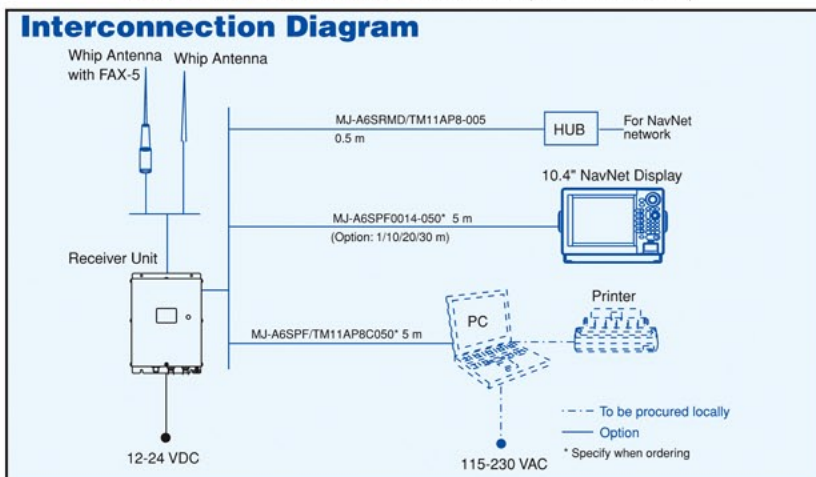 Interconnection Diagram
Whip Antenna
with FAX-5
Whip Antenna
MJ-A6SRMD/TM11AP8-005
0.5 m
HUB
For NavNet
network
10.4" NavNet Display
MJ-A6SPF0014-050* 5 m
(Option: 1/10/20/30 m)
Receiver Unit
MJ-A6SPF/TM11AP8C050* 5 m
PC
Printer
12-24 VDC
115-230 VAC
To be procured locally
Option
* Specify when ordering